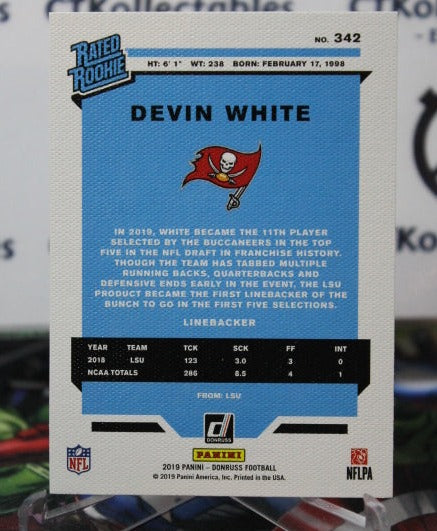 CTKollectables
CTKollectables
- E
RATED
ROOKIE
NO. 342
HT: 6' 1" WT: 238 BORN: FEBRUARY 17, 1998
DEVIN WHITE
IN 2019, WHITE BECAME THE 11TH PLAYER
SELECTED BY THE BUCCANEERS IN THE TOP
FIVE IN THE NFL DRAFT IN FRANCHISE HISTORY.
THOUGH THE TEAM HAS TABBED MULTIPLE
RUNNING BACKS, QUARTERBACKS AND
DEFENSIVE ENDS EARLY IN THE EVENT, THE LSU
PRODUCT BECAME THE FIRST LINEBACKER OF THE
BUNCH TO GO IN THE FIRST FIVE SELECTIONS.
LINEBACKER
YEAR TEAM TCK SCK FF INT
2018 LSU 123 3.0 3 0
NCAA TOTALS 286 8.5 4 1
FROM: LSU
D
DONRUSS
PANINI
NFL
NFLPA
2019 PANINI – DONRUSS FOOTBALL
© 2019 Panini America, Inc. Printed in the USA.
CTKo